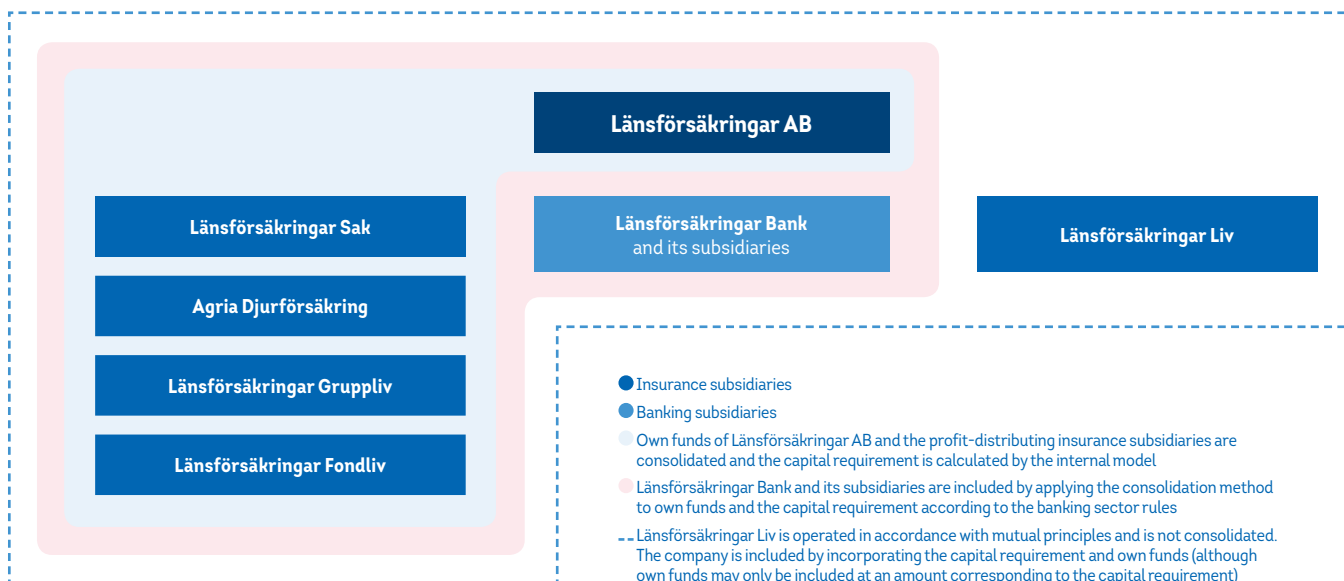 Länsförsäkringar AB
Länsförsäkringar Sak
Länsförsäkringar Bank
and its subsidiaries
Länsförsäkringar Liv
Agria Djurförsäkring
Länsförsäkringar Gruppliv
Länsförsäkringar Fondliv
Insurance subsidiaries
Banking subsidiaries
Own funds of Länsförsäkringar AB and the profit-distributing insurance subsidiaries are
consolidated and the capital requirement is calculated by the internal model
Länsförsäkringar Bank and its subsidiaries are included by applying the consolidation method
to own funds and the capital requirement according to the banking sector rules
Länsförsäkringar Liv is operated in accordance with mutual principles and is not consolidated.
The company is included by incorporating the capital requirement and own funds (although
own funds may only be included at an amount corresponding to the capital requirement)